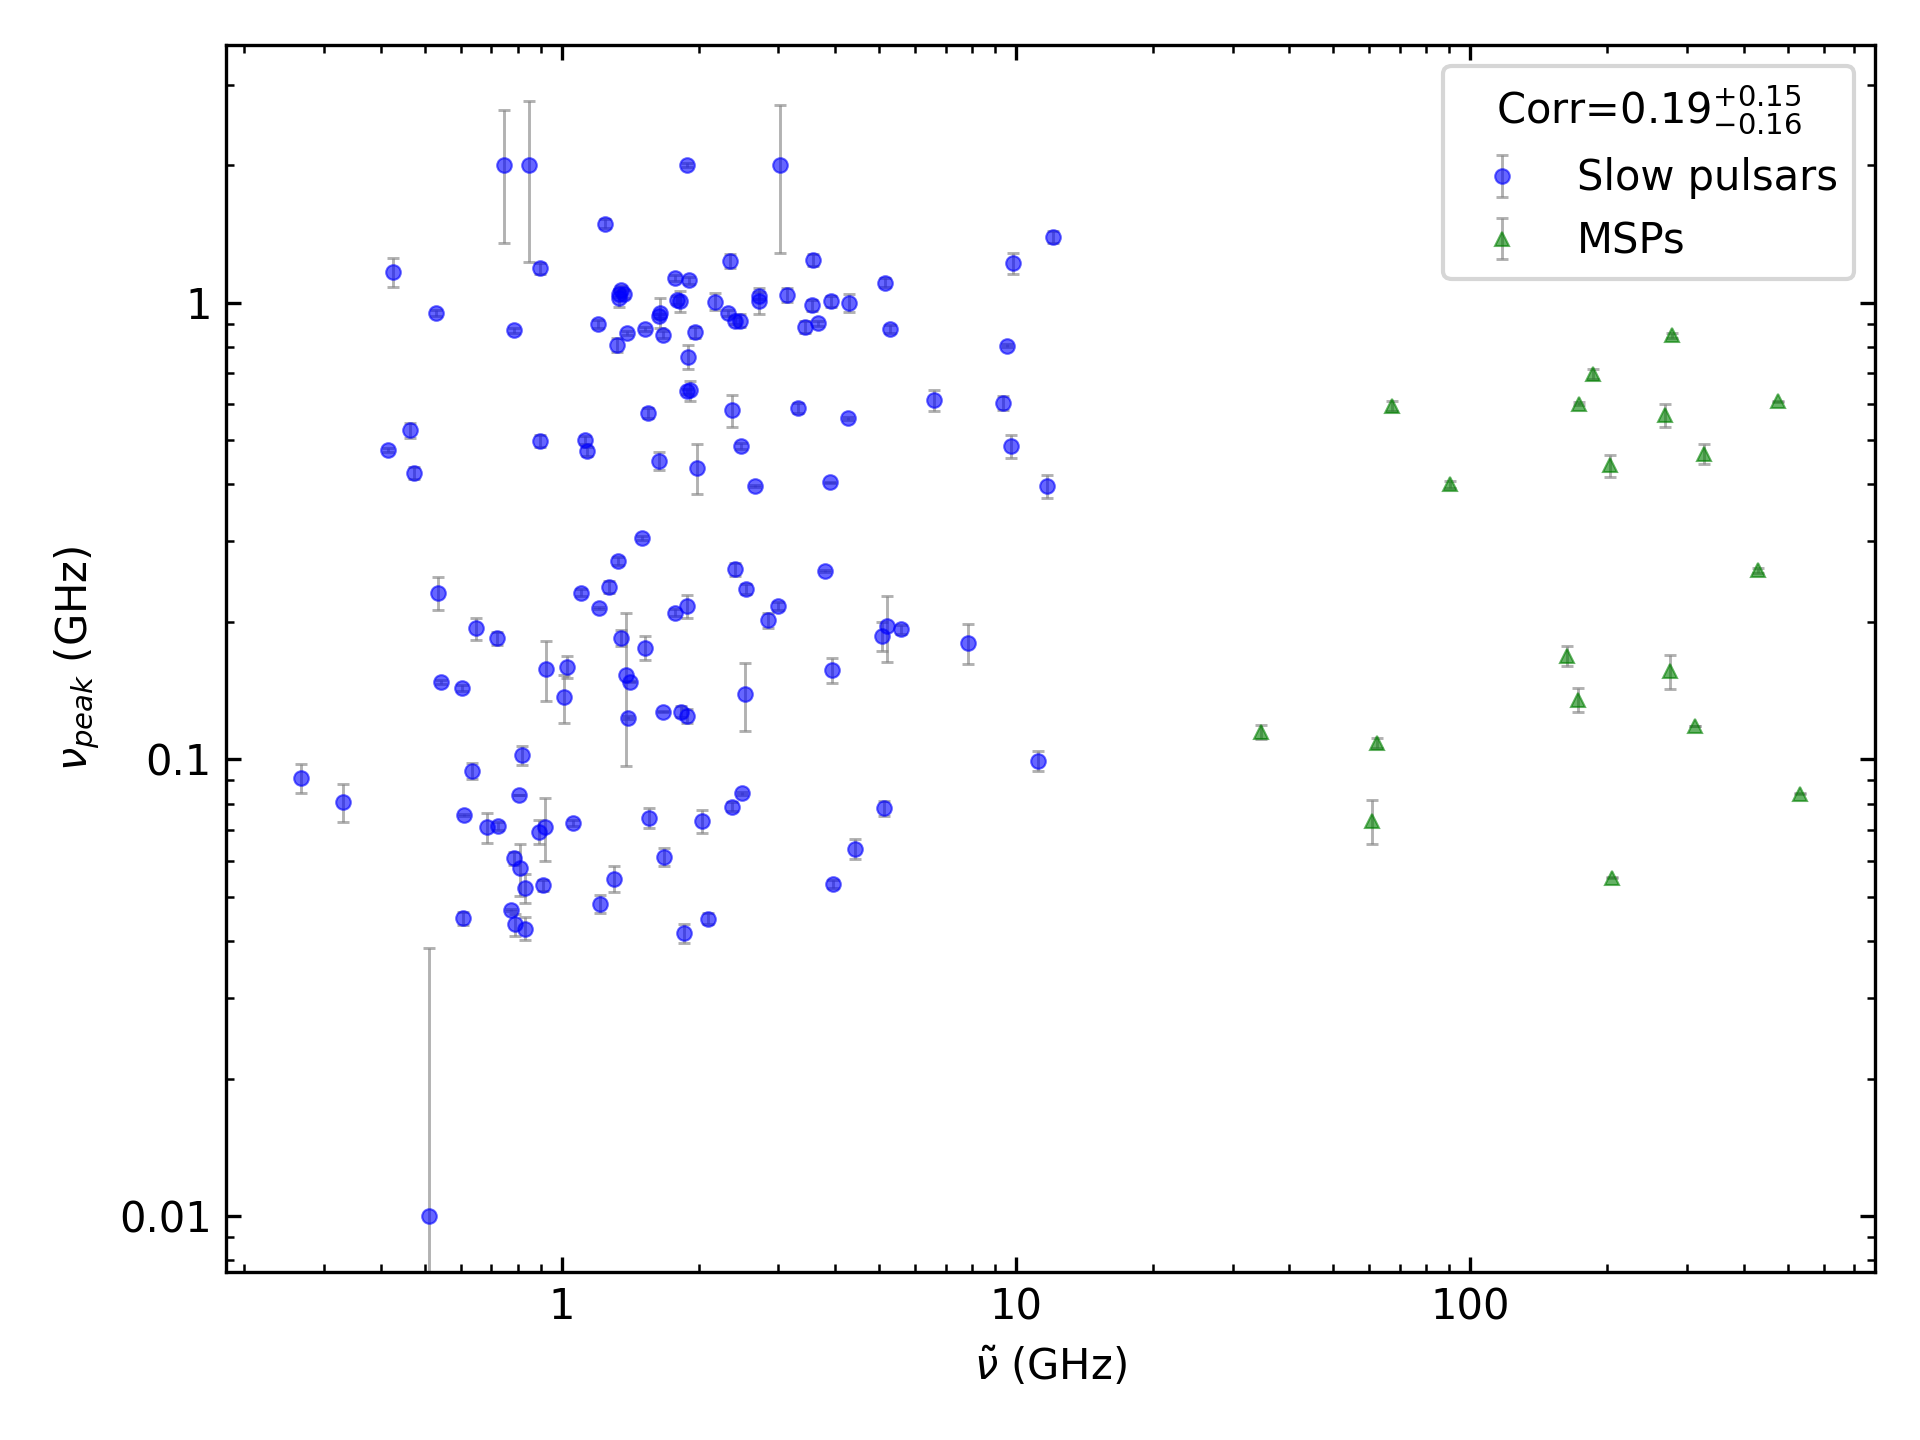 Corr=0.19+0.15−0.16
Slow pulsars
MSPs
1
0.1
0.01
ν_peak (GHz)
1 10 100
ν̃ (GHz)